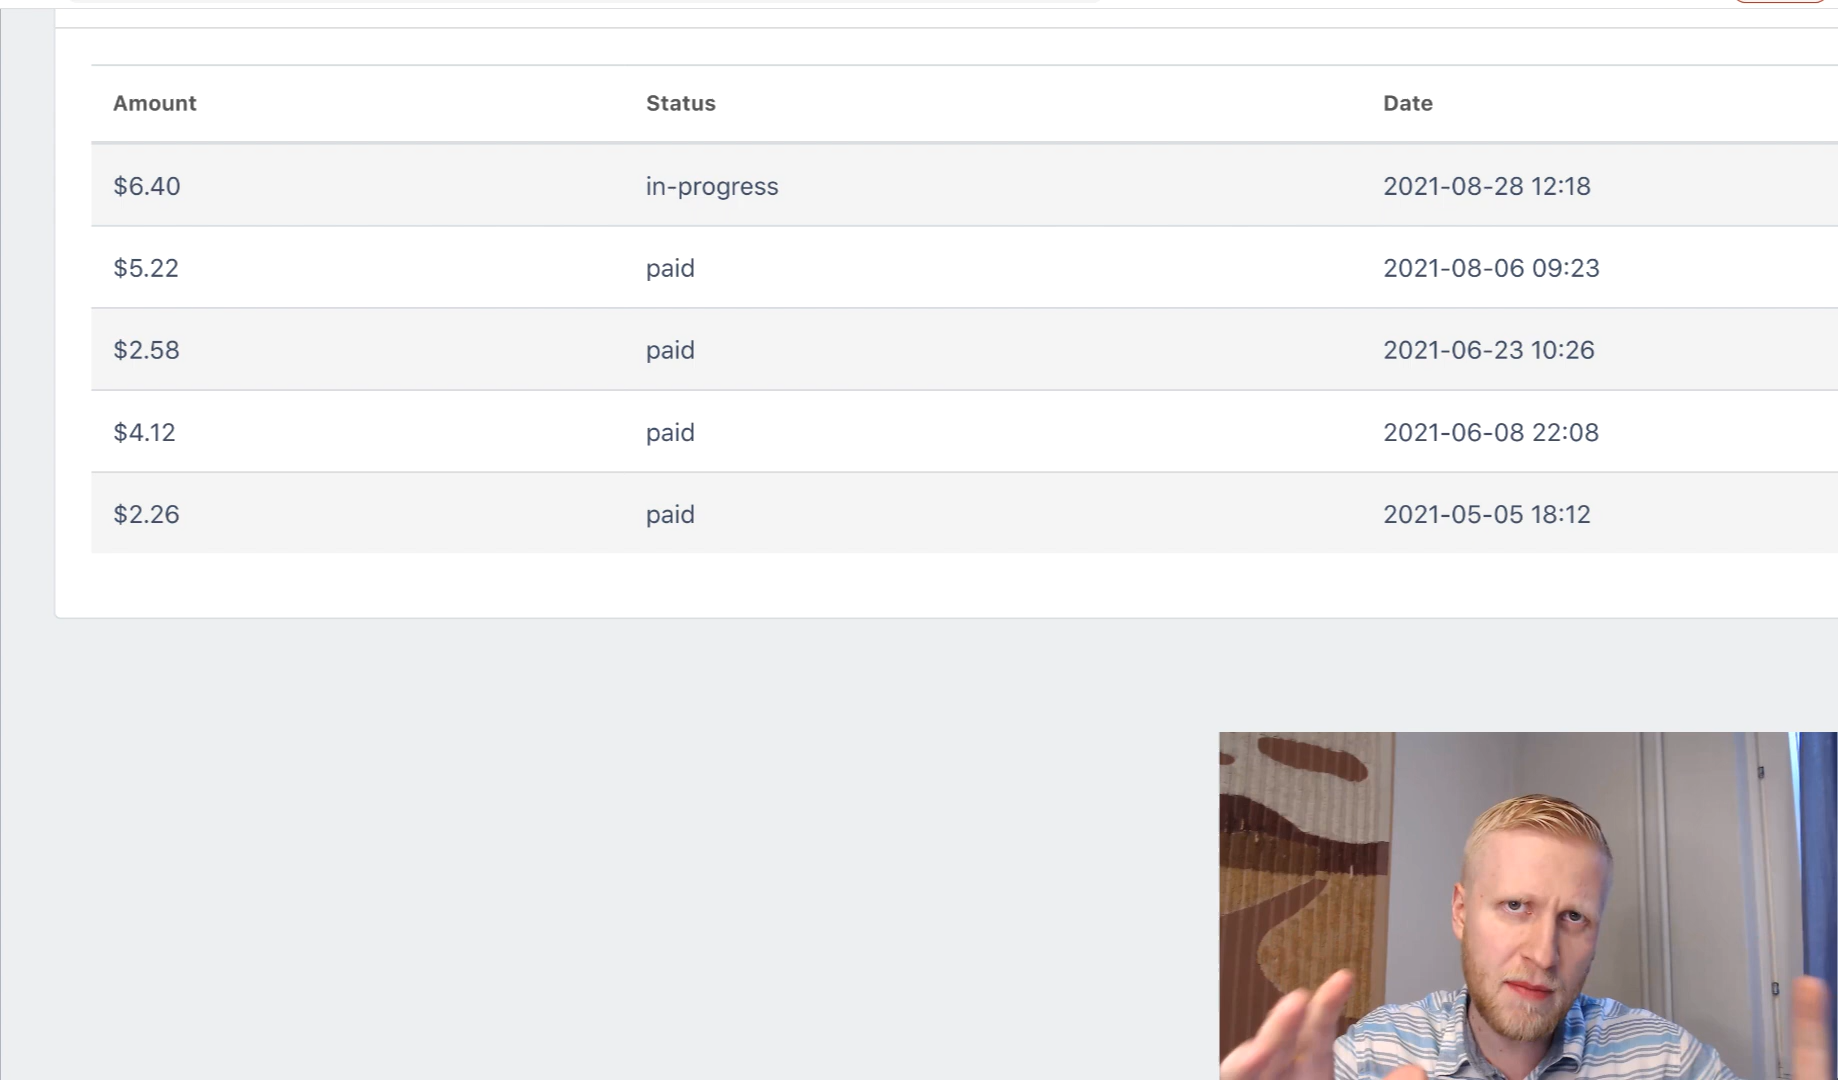 Amount Status Date
$6.40 in-progress 2021-08-28 12:18
$5.22 paid 2021-08-06 09:23
$2.58 paid 2021-06-23 10:26
$4.12 paid 2021-06-08 22:08
$2.26 paid 2021-05-05 18:12